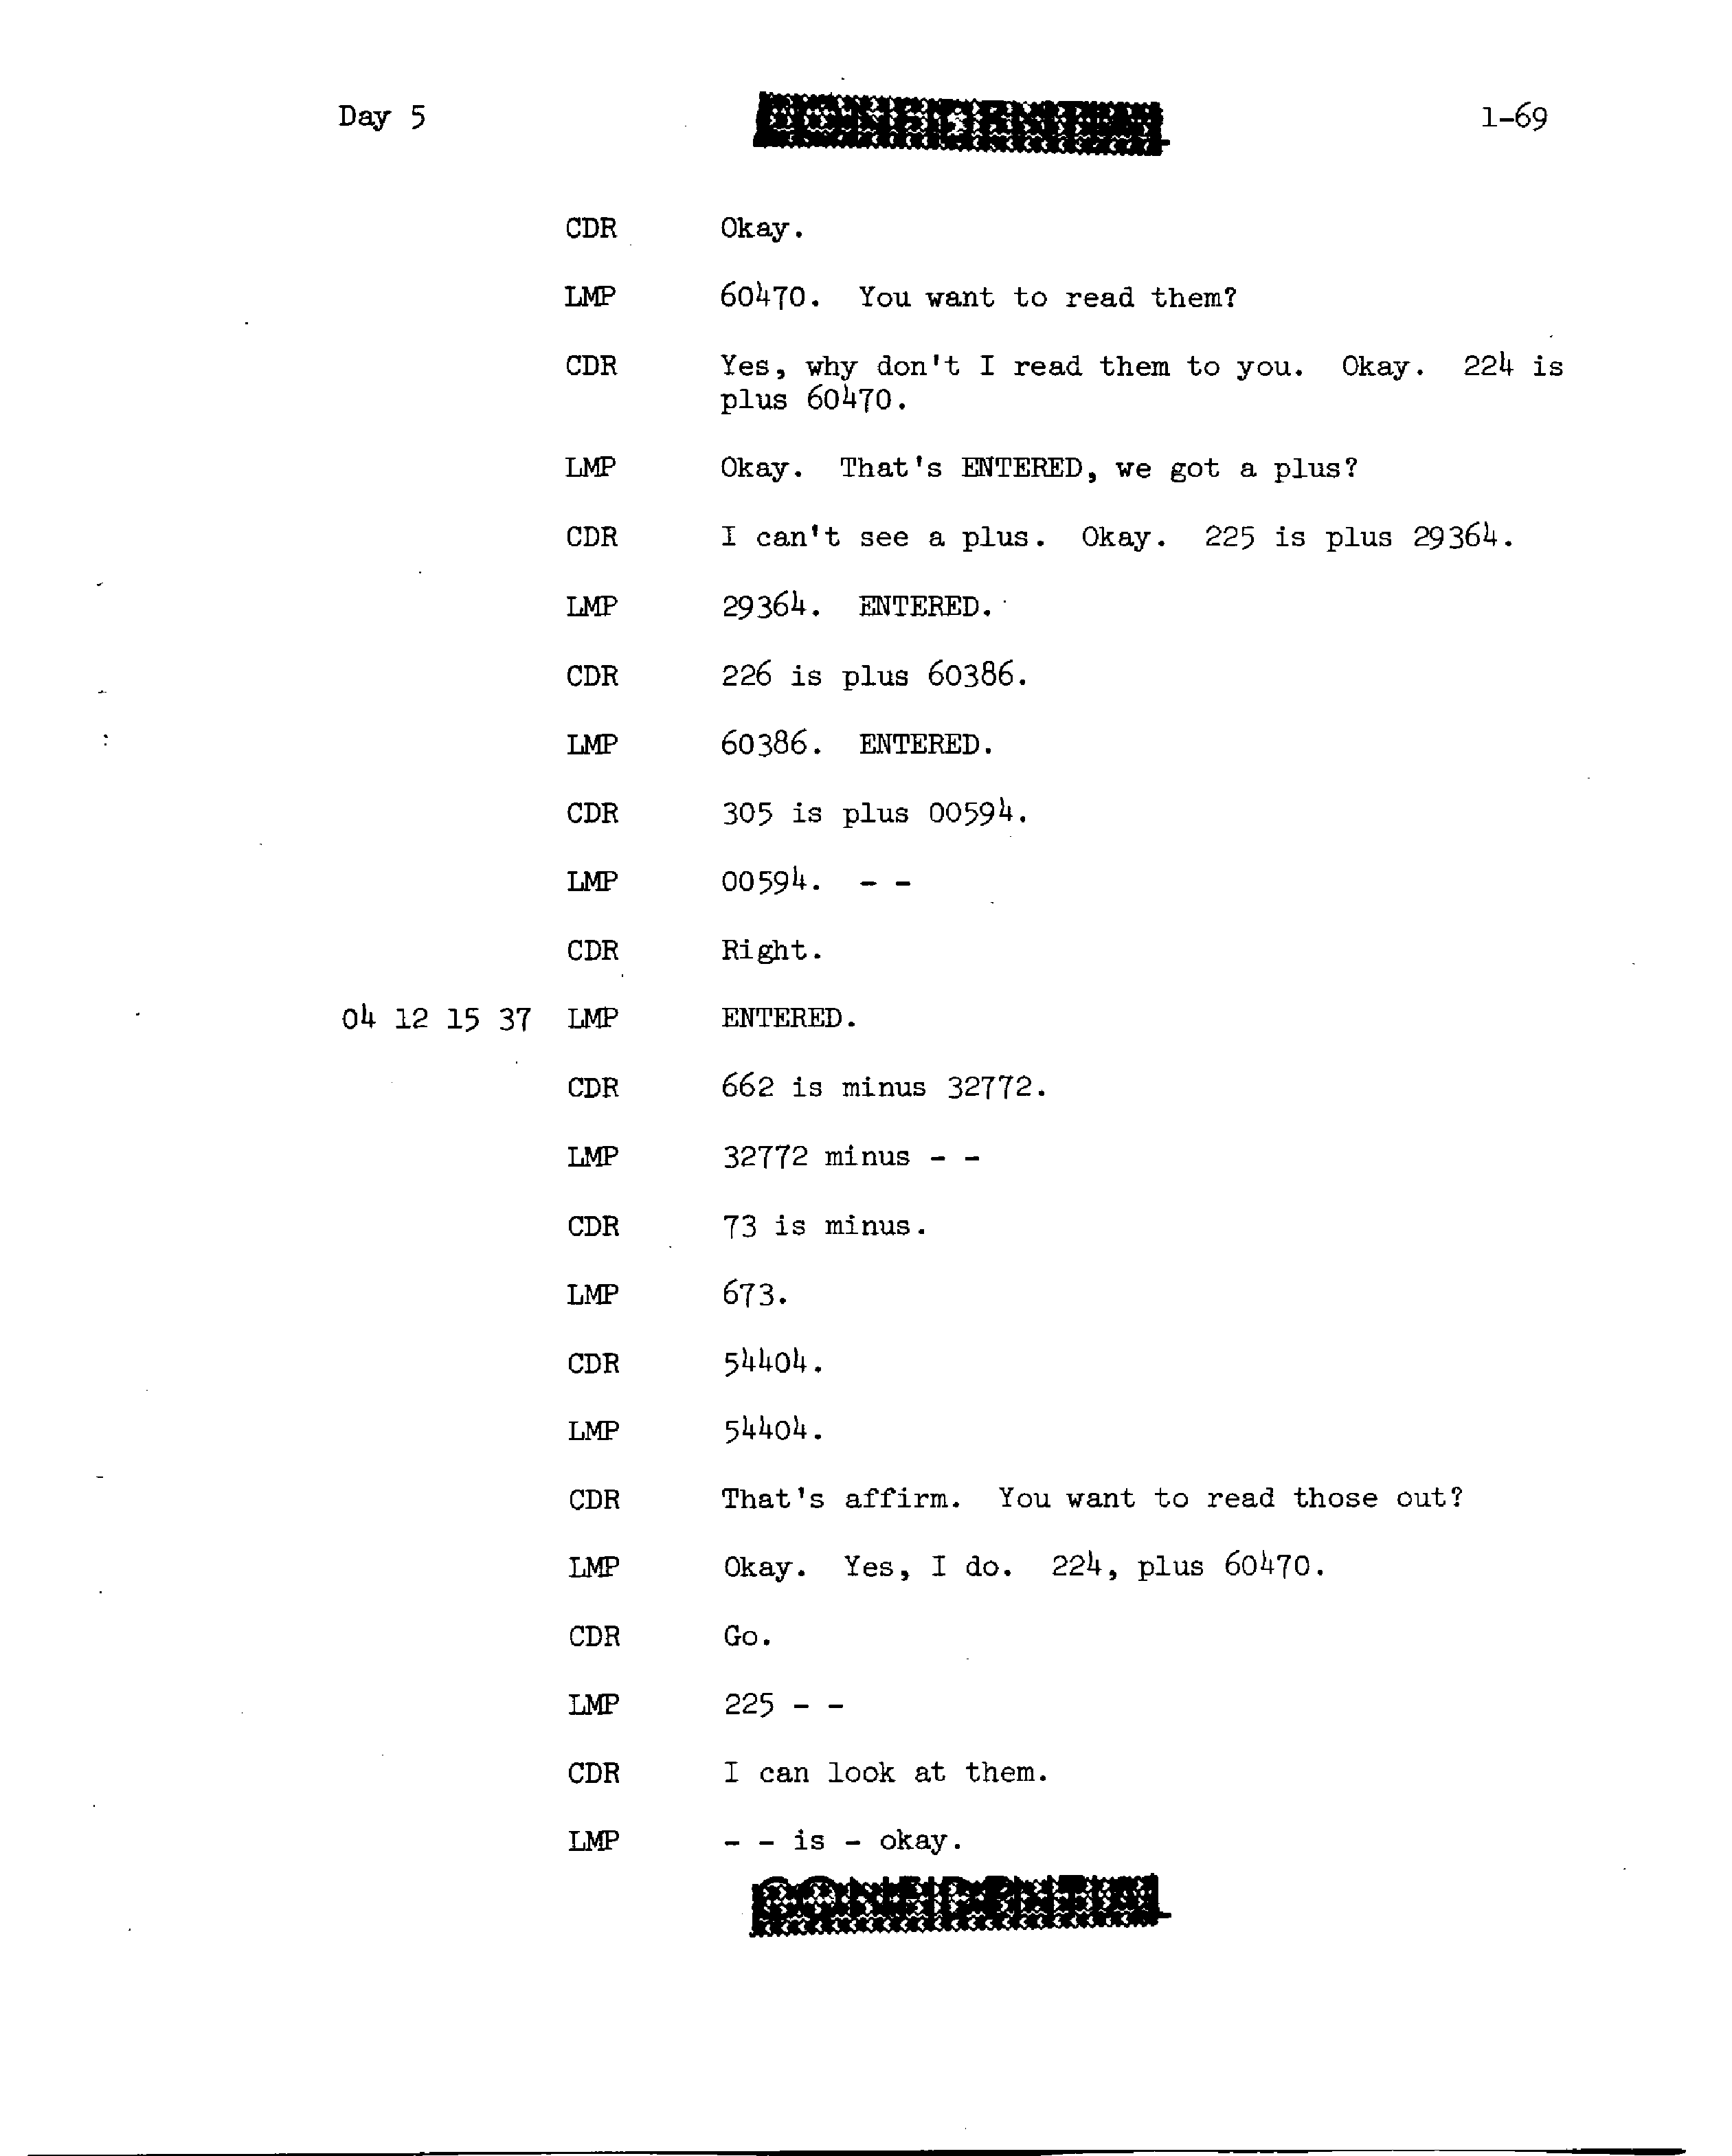 Day 5 CONFIDENTIAL 1-69
CDR Okay.
LMP 60470. You want to read them?
CDR Yes, why don't I read them to you. Okay. 224 is
plus 60470.
LMP Okay. That's ENTERED, we got a plus?
CDR I can't see a plus. Okay. 225 is plus 29364.
LMP 29364. ENTERED.
CDR 226 is plus 60386.
LMP 60386. ENTERED.
CDR 305 is plus 00594.
LMP 00594. - -
CDR Right.
04 12 15 37 LMP ENTERED.
CDR 662 is minus 32772.
LMP 32772 minus - -
CDR 73 is minus.
LMP 673.
CDR 54404.
LMP 54404.
CDR That's affirm. You want to read those out?
LMP Okay. Yes, I do. 224, plus 60470.
CDR Go.
LMP 225 - -
CDR I can look at them.
LMP - - is - okay.
CONFIDENTIAL